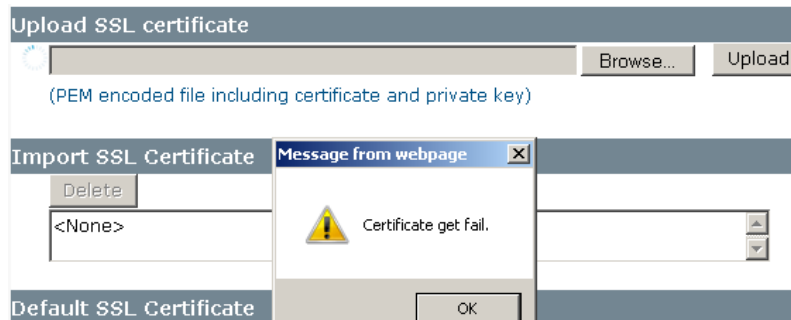 Upload SSL certificate
Browse... Upload
(PEM encoded file including certificate and private key)
Import SSL Certificate
Message from webpage
Delete
<None>
Certificate get fail.
Default SSL Certificate
OK